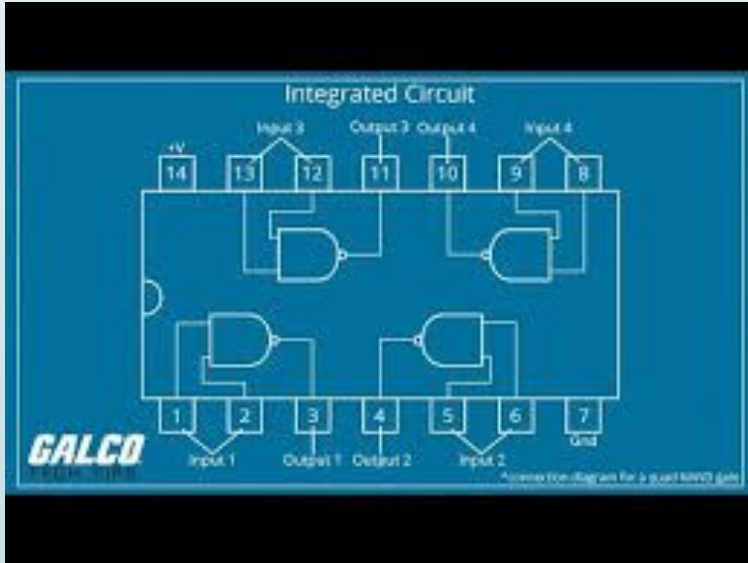 Integrated Circuit
Input 3 Output 3 Output 4 Input 4
+V
14 13 12 11 10 9 8
1 2 3 4 5 6 7
Gnd
Input 1 Output 1 Output 2 Input 2
GALCO
TECH TIPS
*connection diagram for a quad NAND gate